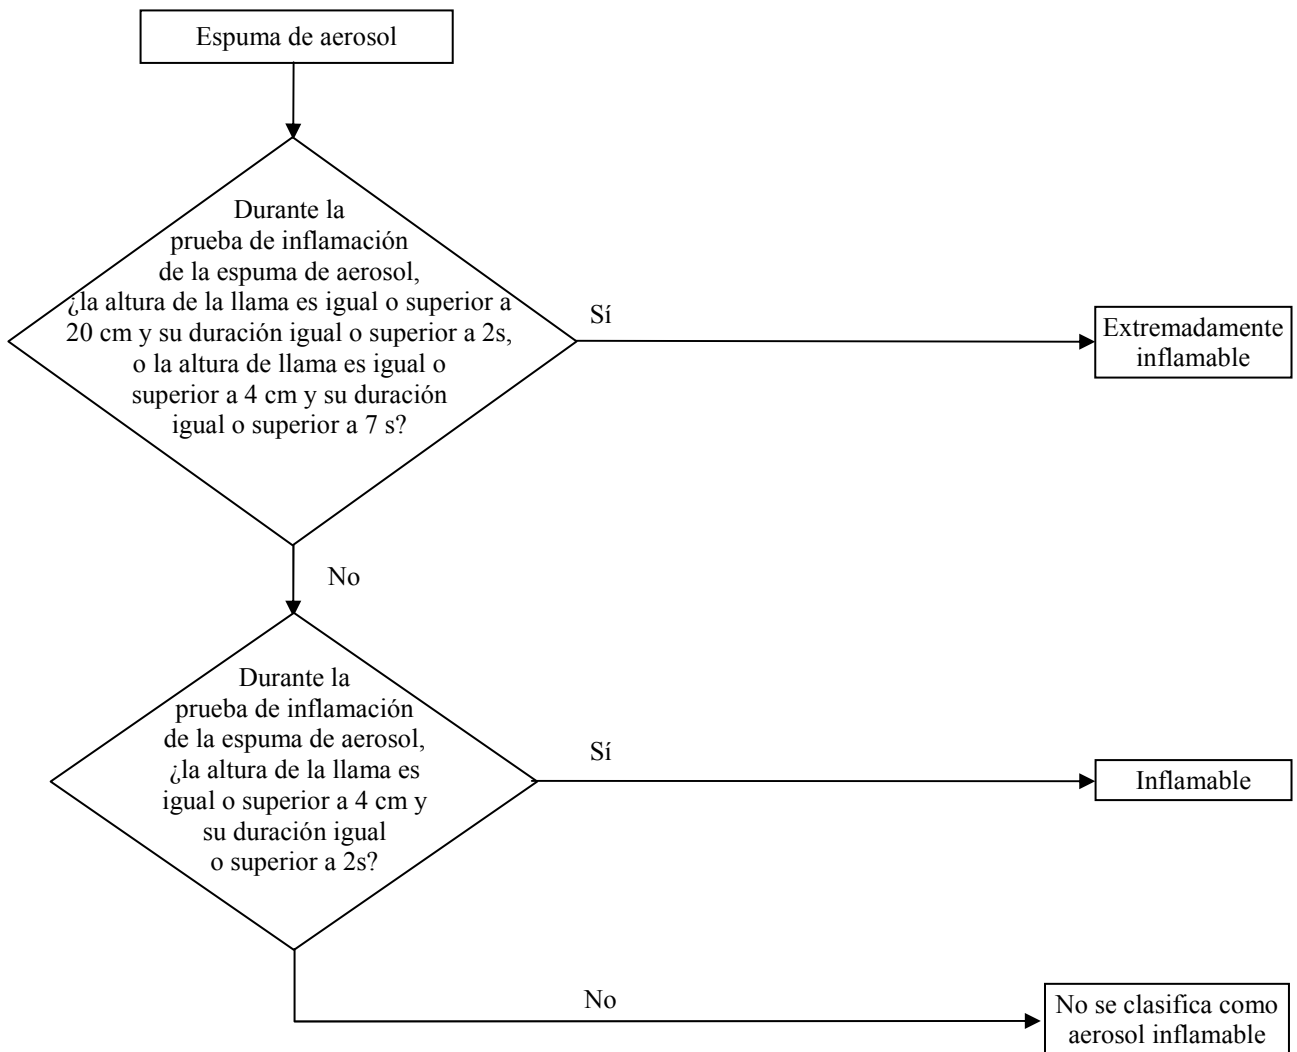 Espuma de aerosol
Durante la
prueba de inflamación
de la espuma de aerosol,
¿la altura de la llama es igual o superior a
20 cm y su duración igual o superior a 2s,
o la altura de llama es igual o
superior a 4 cm y su duración
igual o superior a 7 s?
Sí
Extremadamente
inflamable
No
Durante la
prueba de inflamación
de la espuma de aerosol,
¿la altura de la llama es
igual o superior a 4 cm y
su duración igual
o superior a 2s?
Sí
Inflamable
No
No se clasifica como
aerosol inflamable